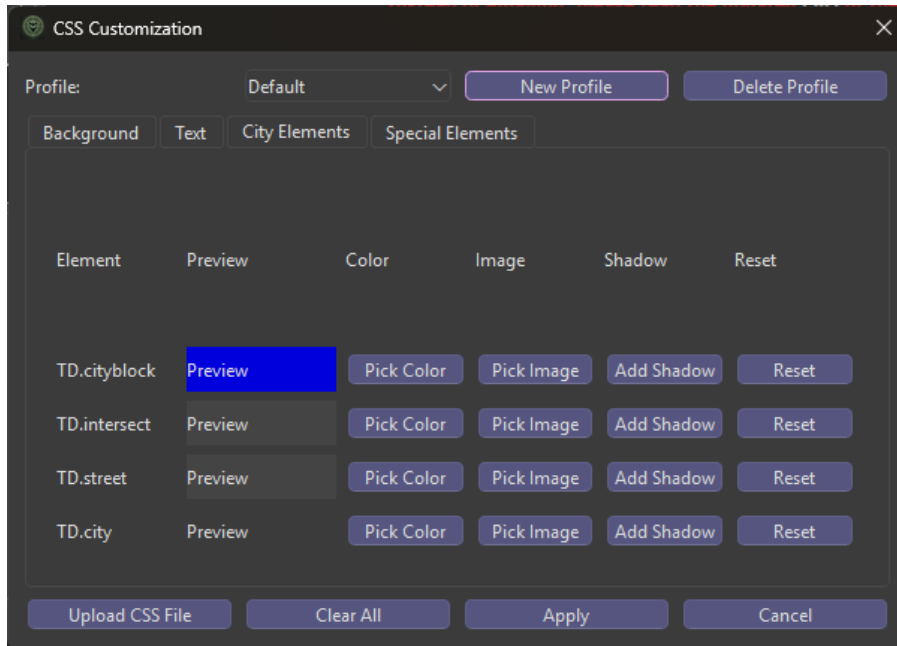 CSS Customization
Profile: Default New Profile Delete Profile
Background Text City Elements Special Elements
Element Preview Color Image Shadow Reset
TD.cityblock Preview Pick Color Pick Image Add Shadow Reset
TD.intersect Preview Pick Color Pick Image Add Shadow Reset
TD.street Preview Pick Color Pick Image Add Shadow Reset
TD.city Preview Pick Color Pick Image Add Shadow Reset
Upload CSS File Clear All Apply Cancel